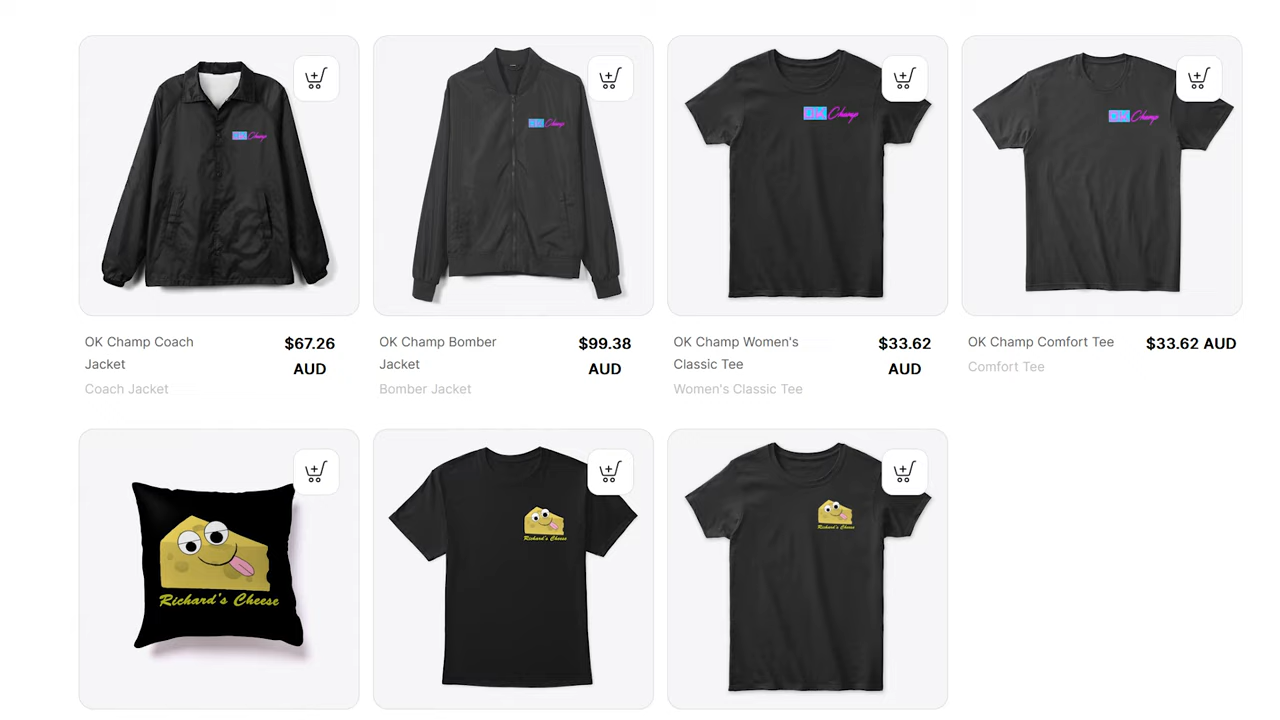 OK Champ
OK Champ
OK Champ
OK Champ
OK Champ Coach
Jacket
$67.26
AUD
Coach Jacket
OK Champ Bomber
Jacket
$99.38
AUD
Bomber Jacket
OK Champ Women's
Classic Tee
$33.62
AUD
Women's Classic Tee
OK Champ Comfort Tee
$33.62 AUD
Comfort Tee
Richard's Cheese
Richard's Cheese
Richard's Cheese